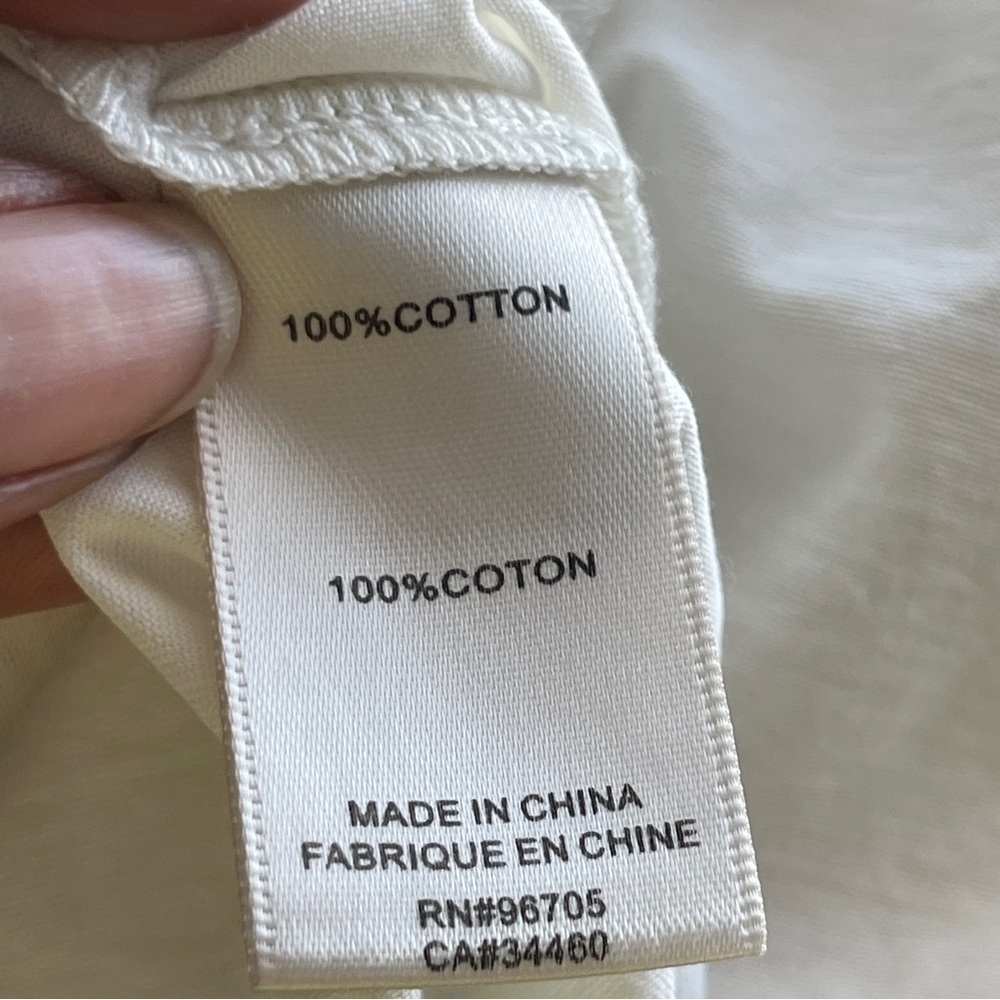 100%COTTON
100%COTON
MADE IN CHINA
FABRIQUE EN CHINE
RN#96705
CA#34460